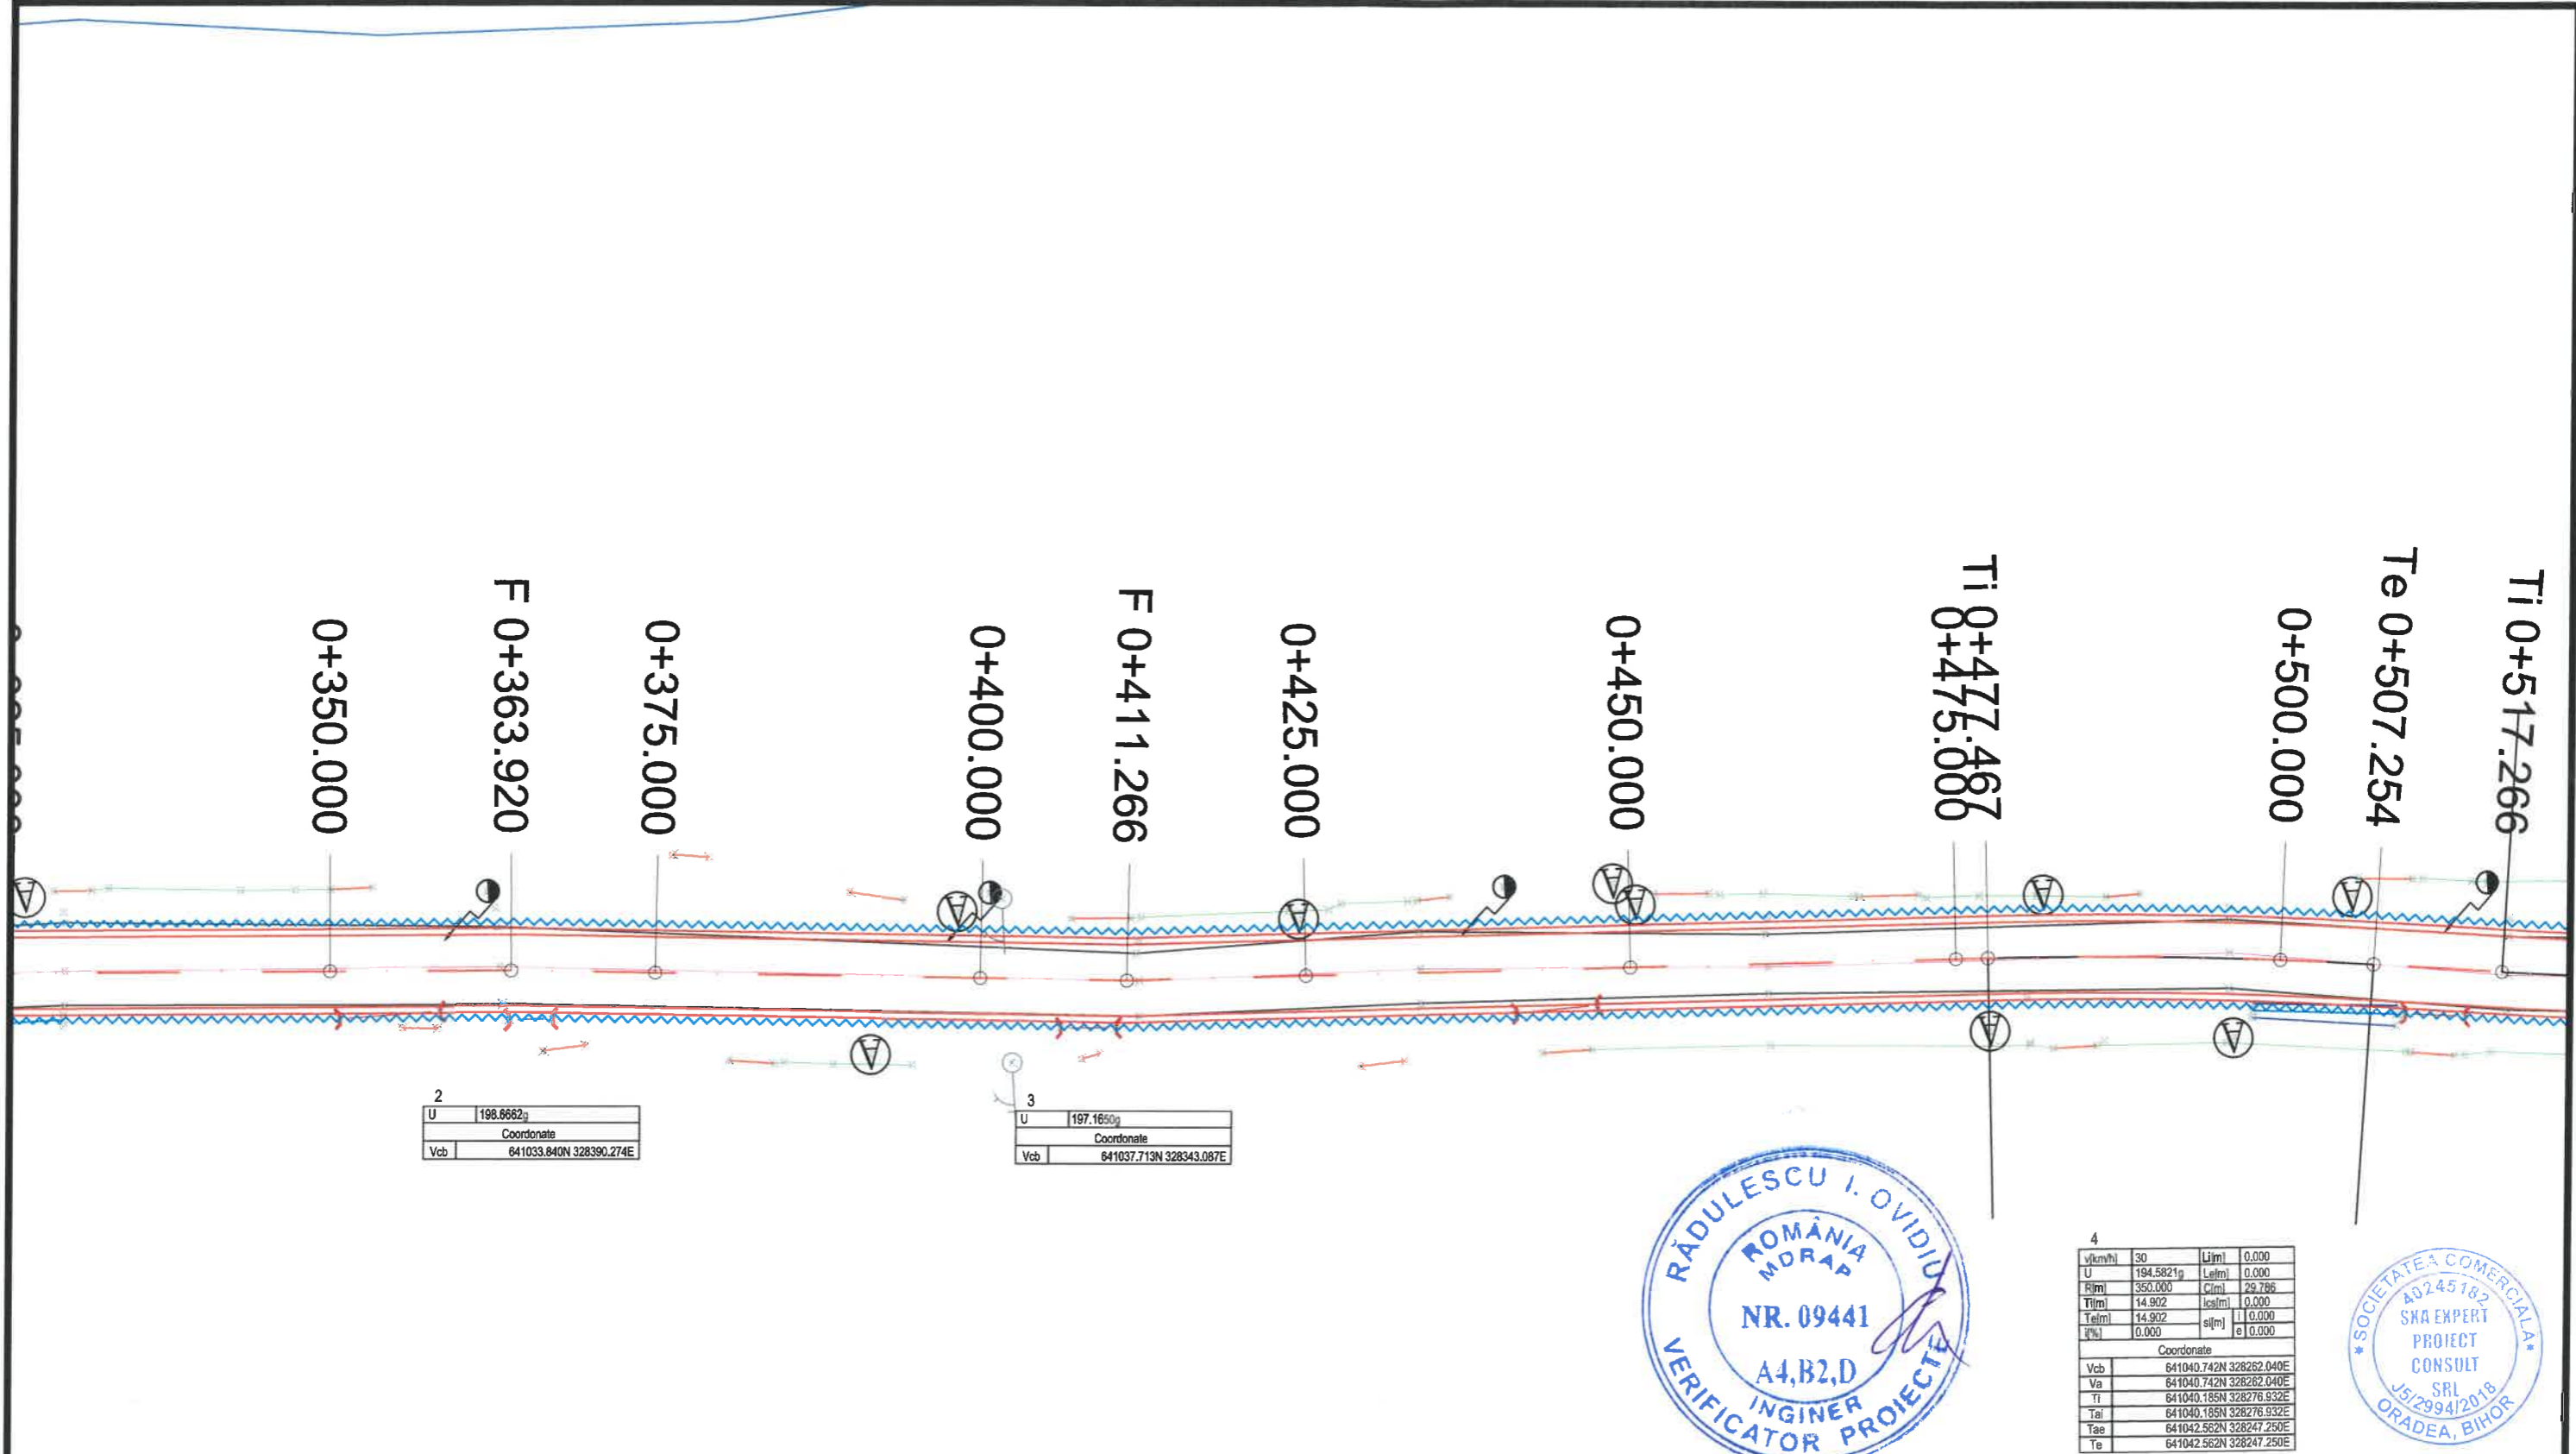 0+350.000
F 0+363.920
0+375.000
0+400.000
F 0+411.266
0+425.000
0+450.000
0+475.000
Ti 0+477.467
0+500.000
Te 0+507.254
Ti 0+517.266
A
A
A
A
A
A
A
A
A
A
2
U 198.6662g
Coordonate
Vcb 641033.840N 328390.274E
3
U 197.1650g
Coordonate
Vcb 641037.713N 328343.087E
RĂDULESCU I. OVIDIU
VERIFICATOR PROIECTE
ROMÂNIA
MDRAP
NR. 09441
A4,B2,D
INGINER
4
v[km/h] 30 Li[m] 0.000
U 194.5821g Le[m] 0.000
R[m] 350.000 C[m] 29.786
Ti[m] 14.902 lcs[m] 0.000
Te[m] 14.902 sl[m] i 0.000
i[%] 0.000 e 0.000
Coordonate
Vcb 641040.742N 328262.040E
Va 641040.742N 328262.040E
Ti 641040.185N 328276.932E
Tai 641040.185N 328276.932E
Tae 641042.562N 328247.250E
Te 641042.562N 328247.250E
* SOCIETATEA COMERCIALA *
40245182
SXA EXPERT
PROIECT
CONSULT
SRL
J5/2994/2018
ORADEA, BIHOR